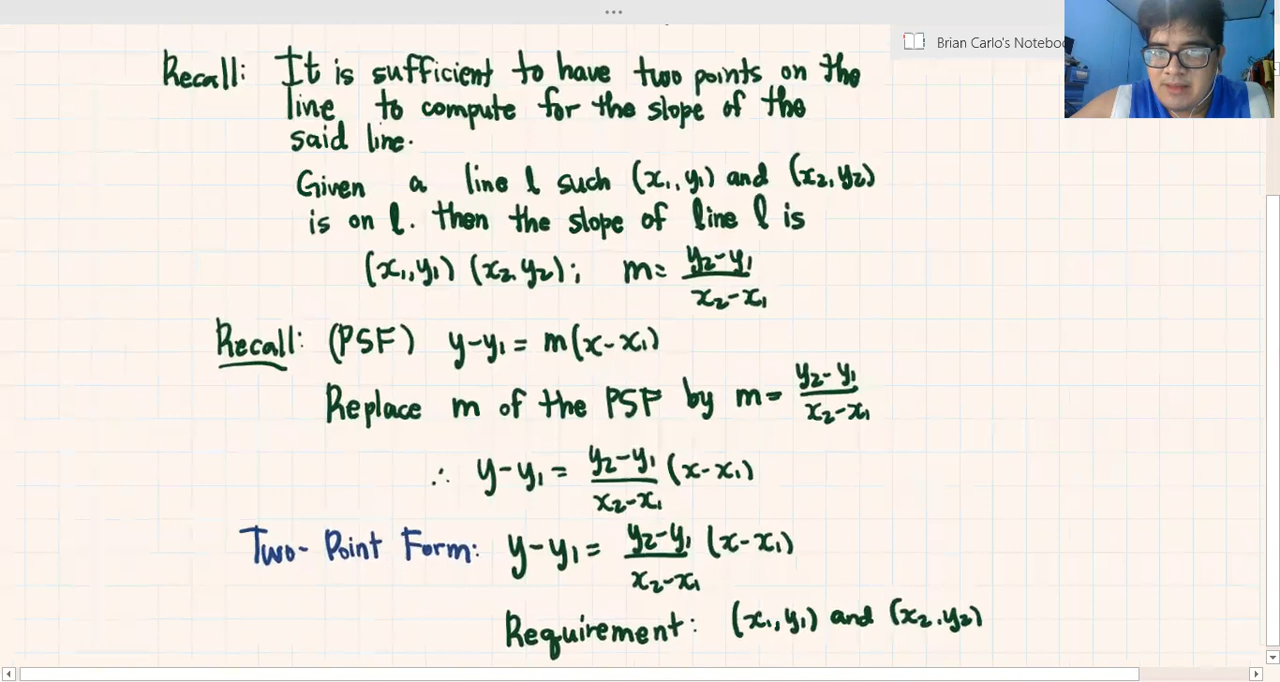 ...
Brian Carlo's Noteboo
Recall: It is sufficient to have two points on the
line to compute for the slope of the
said line.
Given a line l such (x₁,y₁) and (x₂,y₂)
is on l. then the slope of line l is
(x₁,y₁) (x₂,y₂); m= y₂-y₁/x₂-x₁
Recall: (PSF) y-y₁ = m(x-x₁)
Replace m of the PSF by m= y₂-y₁/x₂-x₁
∴ y-y₁ = y₂-y₁/x₂-x₁ (x-x₁)
Two-Point Form: y-y₁ = y₂-y₁/x₂-x₁ (x-x₁)
Requirement: (x₁,y₁) and (x₂.y₂)